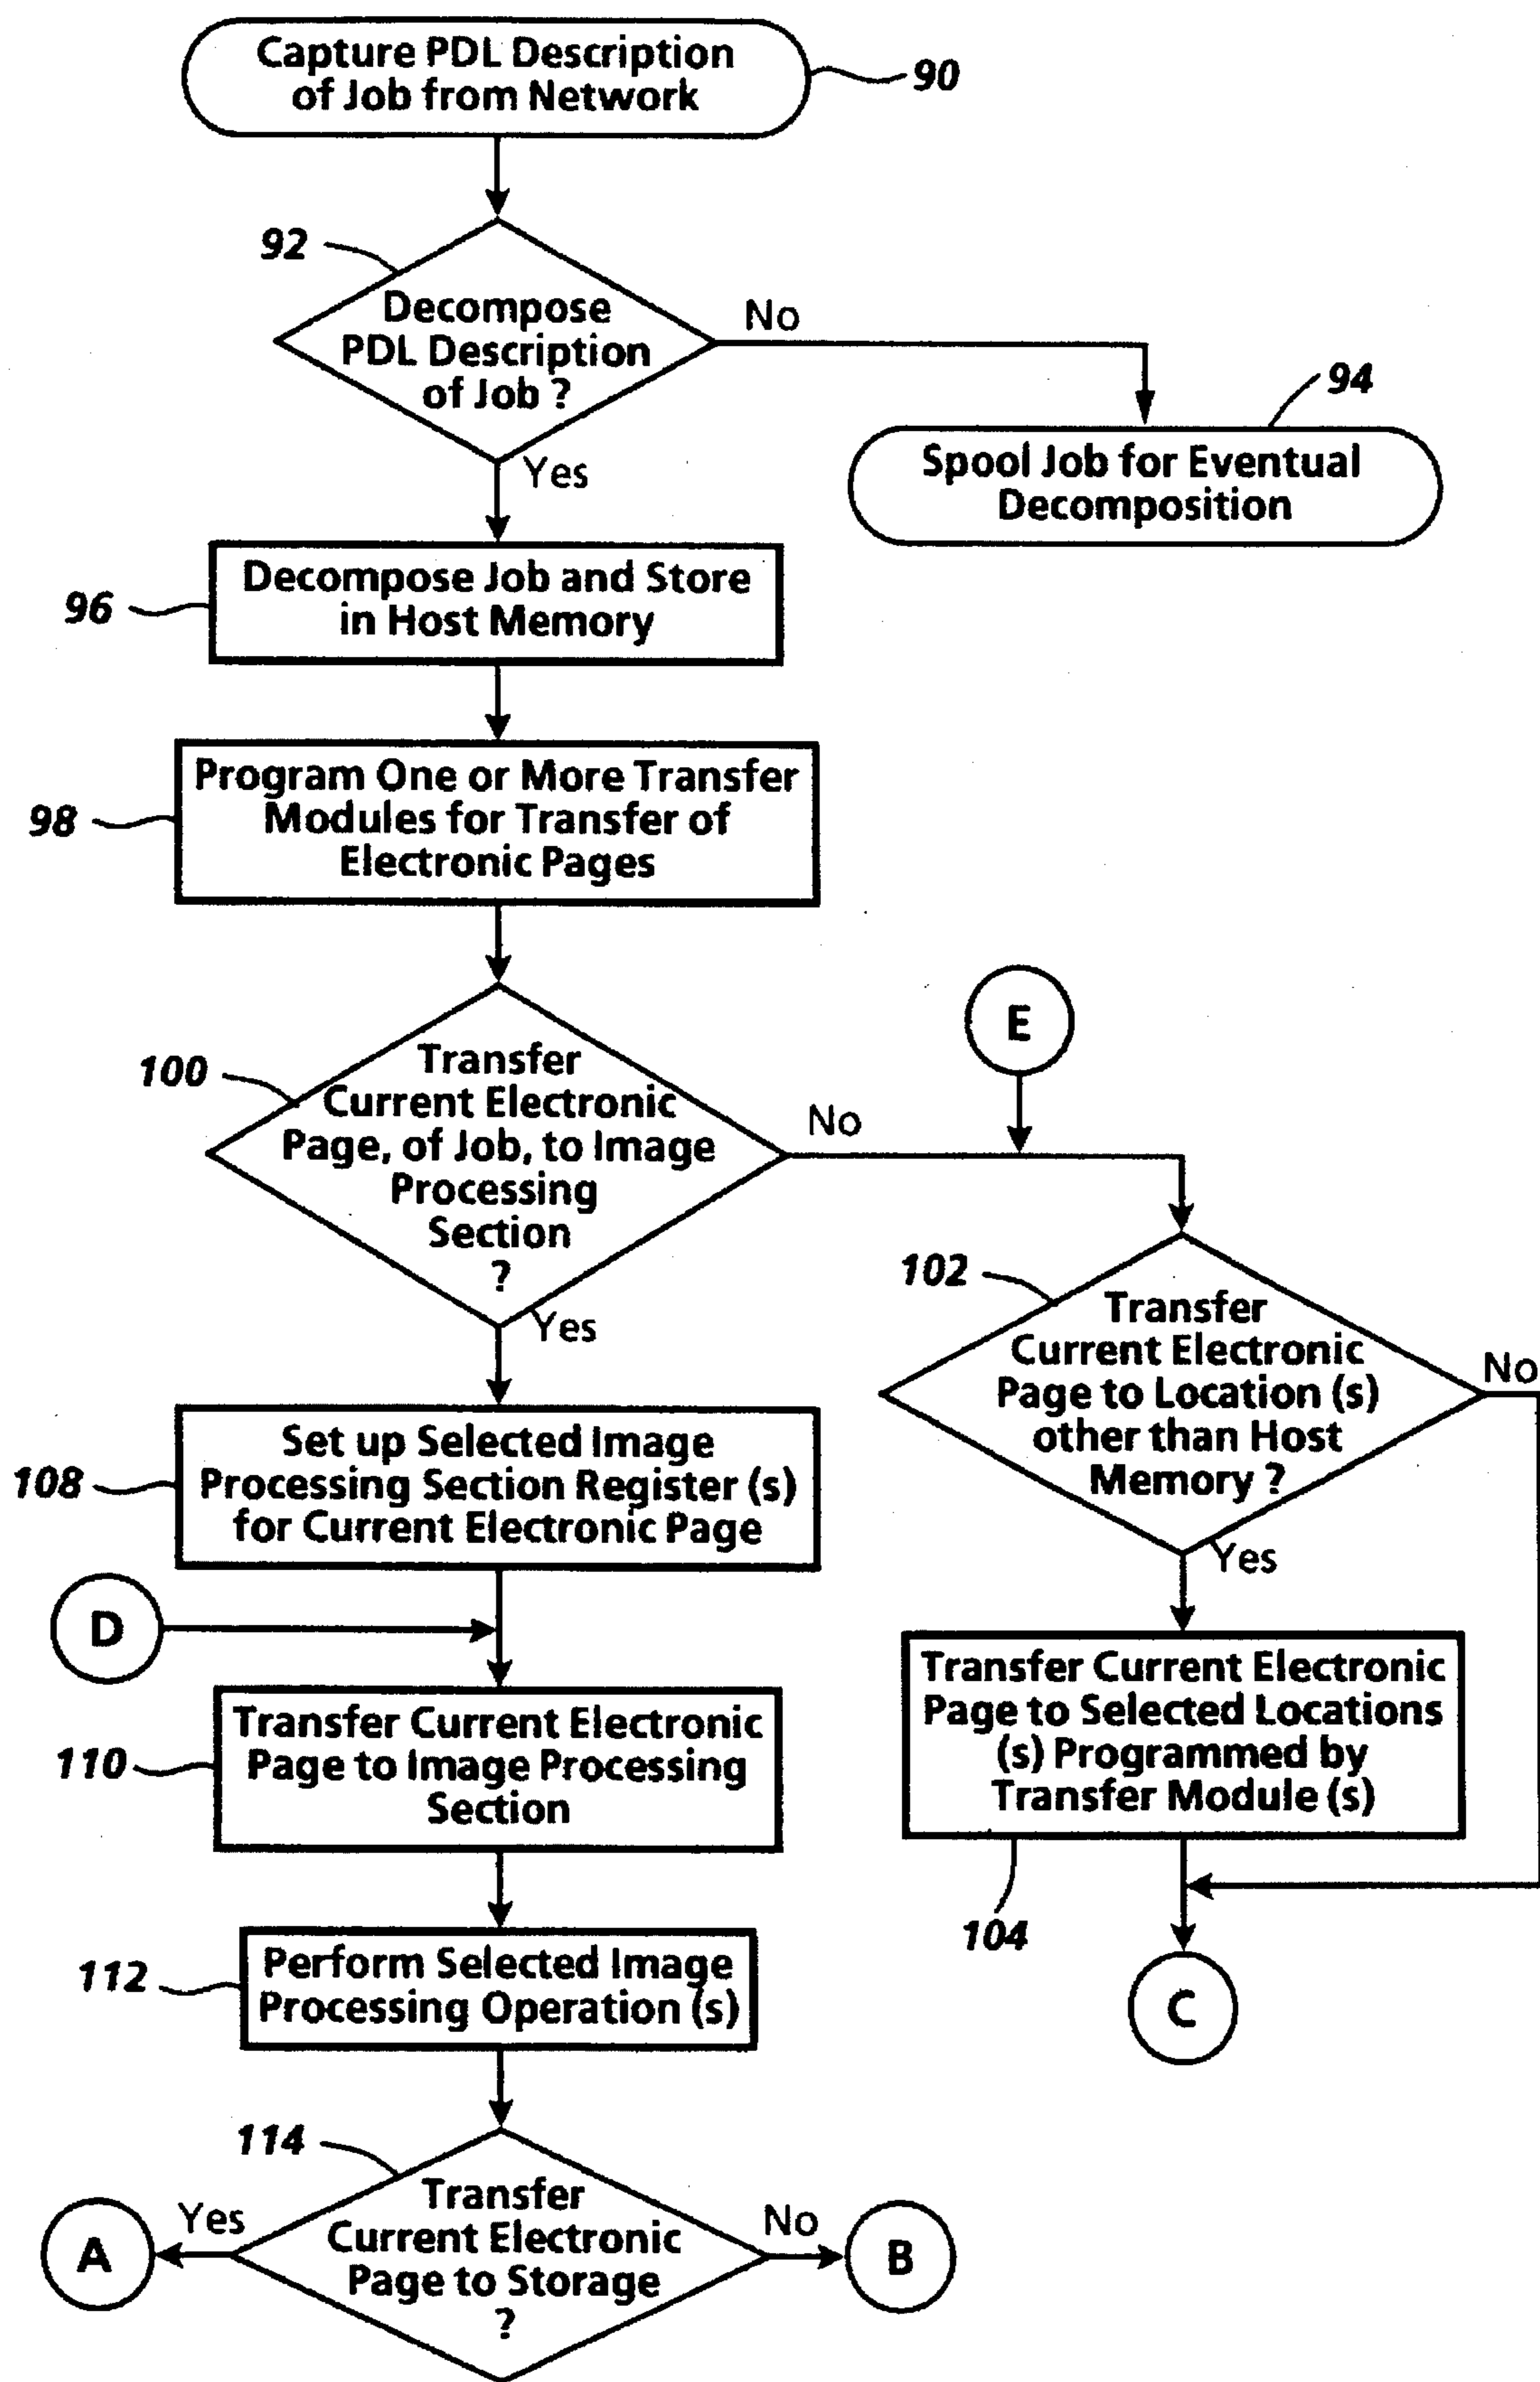 Capture PDL Description
of Job from Network
90
92
Decompose
PDL Description
of Job ?
No
94
Spool Job for Eventual
Decomposition
Yes
96
Decompose Job and Store
in Host Memory
98
Program One or More Transfer
Modules for Transfer of
Electronic Pages
E
100
Transfer
Current Electronic
Page, of Job, to Image
Processing
Section
?
No
Yes
102
Transfer
Current Electronic
Page to Location (s)
other than Host
Memory ?
No
Yes
108
Set up Selected Image
Processing Section Register (s)
for Current Electronic Page
D
110
Transfer Current Electronic
Page to Image Processing
Section
Transfer Current Electronic
Page to Selected Locations
(s) Programmed by
Transfer Module (s)
104
C
112
Perform Selected Image
Processing Operation (s)
114
Transfer
Current Electronic
Page to Storage
?
Yes
A
No
B